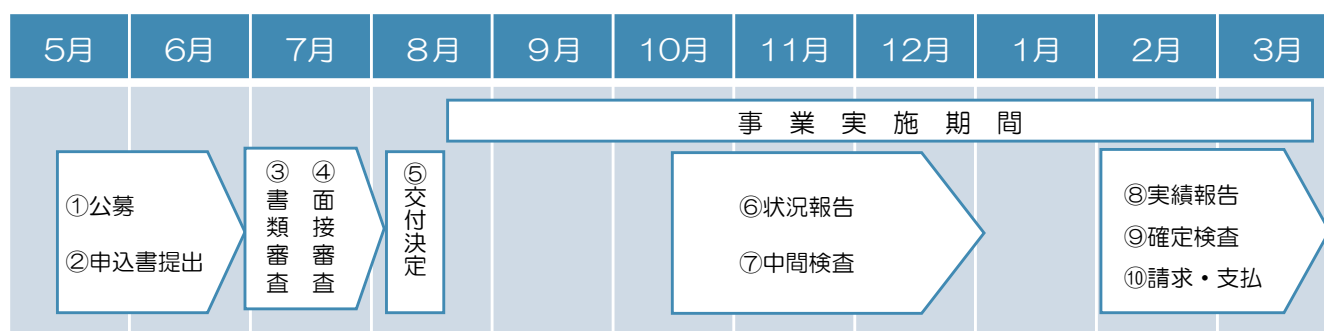 5月 6月 7月 8月 9月 10月 11月 12月 1月 2月 3月
事業実施期間
①公募
②申込書提出
③書類審査
④面接審査
⑤交付決定
⑥状況報告
⑦中間検査
⑧実績報告
⑨確定検査
⑩請求・支払